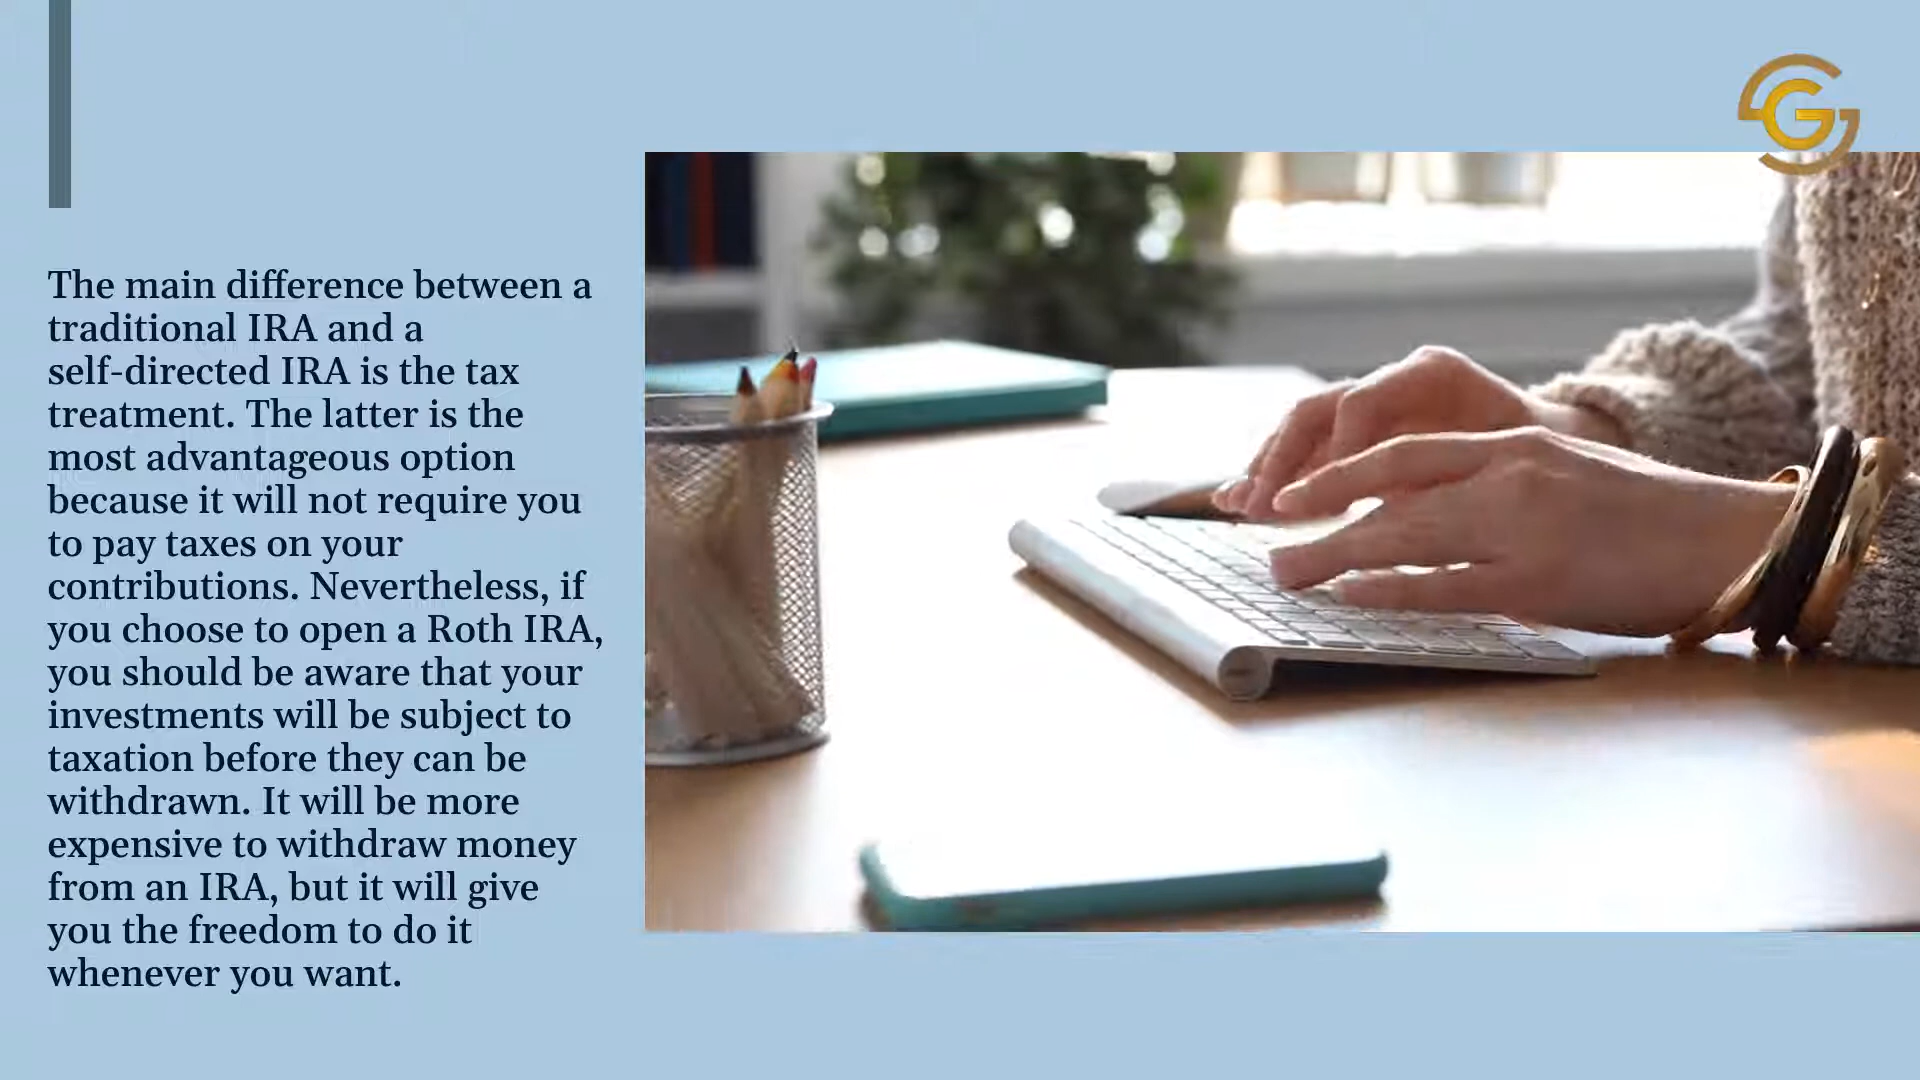 The main difference between a
traditional IRA and a
self-directed IRA is the tax
treatment. The latter is the
most advantageous option
because it will not require you
to pay taxes on your
contributions. Nevertheless, if
you choose to open a Roth IRA,
you should be aware that your
investments will be subject to
taxation before they can be
withdrawn. It will be more
expensive to withdraw money
from an IRA, but it will give
you the freedom to do it
whenever you want.